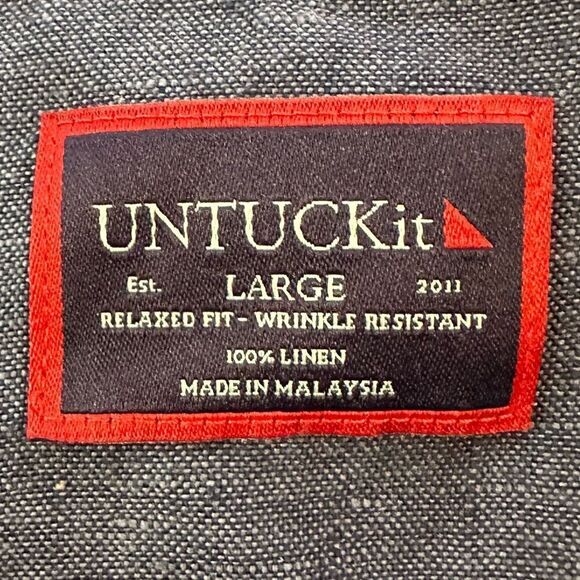 UNTUCKit
Est. LARGE 2011
RELAXED FIT - WRINKLE RESISTANT
100% LINEN
MADE IN MALAYSIA